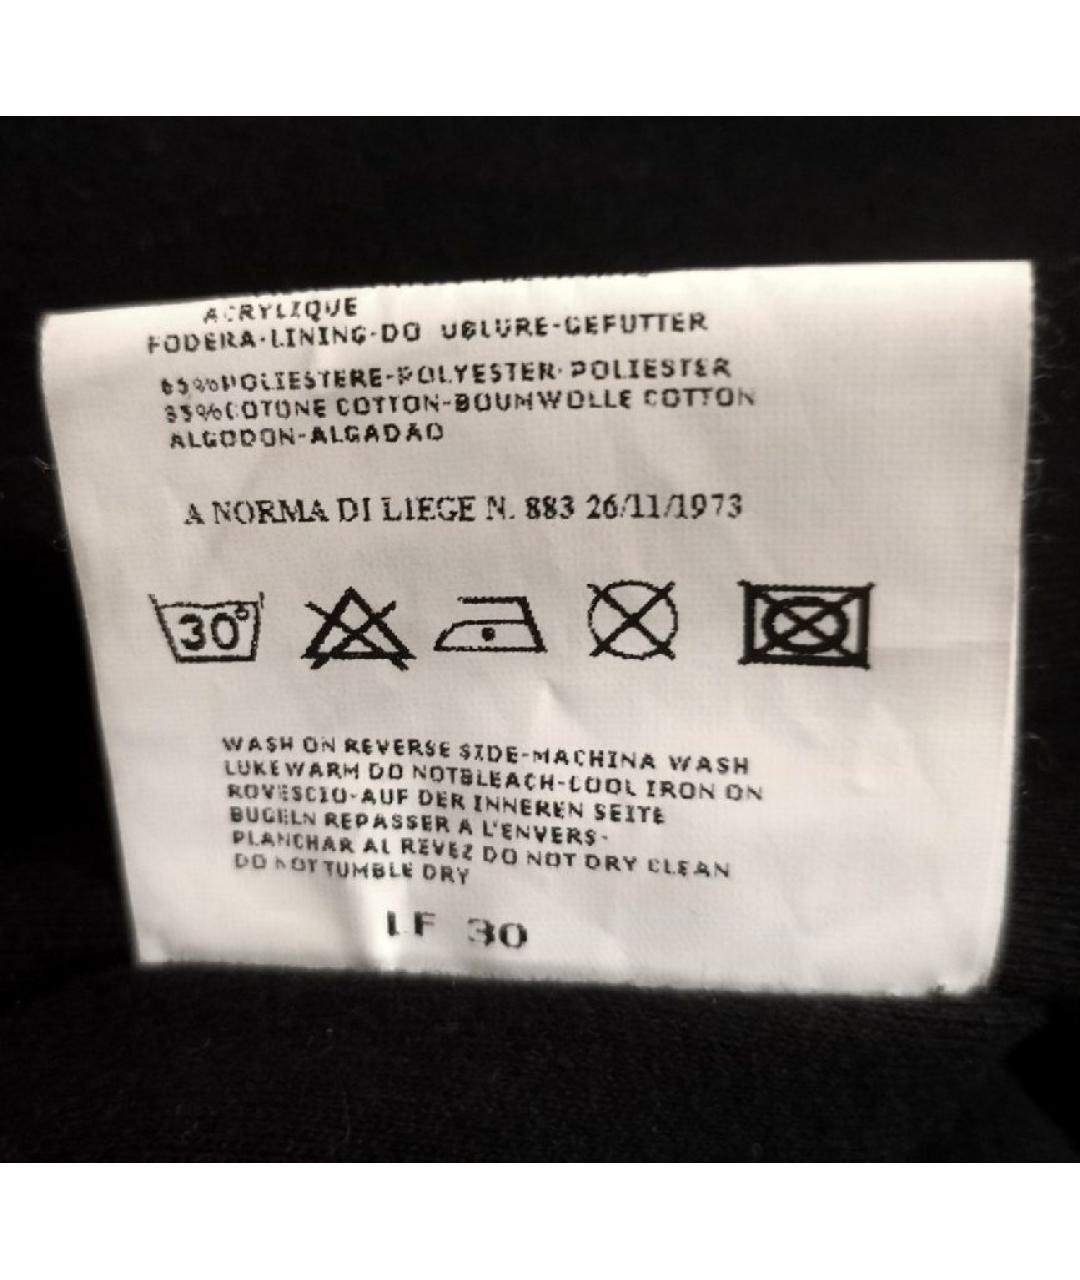 ACRYLIQUE
FODERA-LINING-DO UBLURE-GEFUTTER
65%POLIESTERE-POLYESTER-POLIESTER
35%COTONE COTTON-BOUMWOLLE COTTON
ALGODON-ALGADAO
A NORMA DI LIEGE N. 883 26/11/1973
30°
WASH ON REVERSE SIDE-MACHINA WASH
LUKEWARM DO NOTBLEACH-COOL IRON ON
ROVESCIO-AUF DER INNEREN SEITE
BUGELN REPASSER A L'ENVERS-
PLANCHAR AL REVEZ DO NOT DRY CLEAN
DO NOT TUMBLE DRY
LF 30